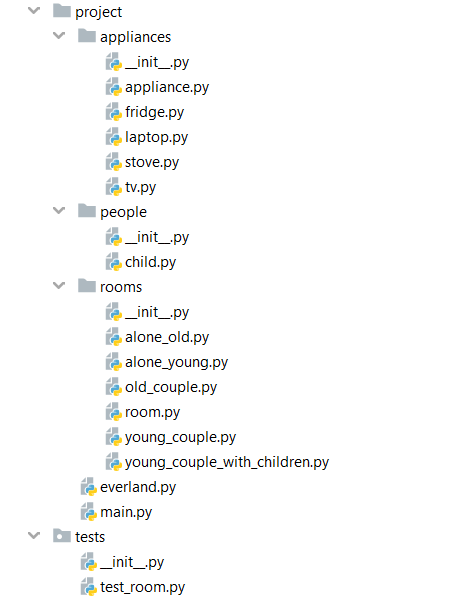 project
appliances
__init__.py
appliance.py
fridge.py
laptop.py
stove.py
tv.py
people
__init__.py
child.py
rooms
__init__.py
alone_old.py
alone_young.py
old_couple.py
room.py
young_couple.py
young_couple_with_children.py
everland.py
main.py
tests
__init__.py
test_room.py